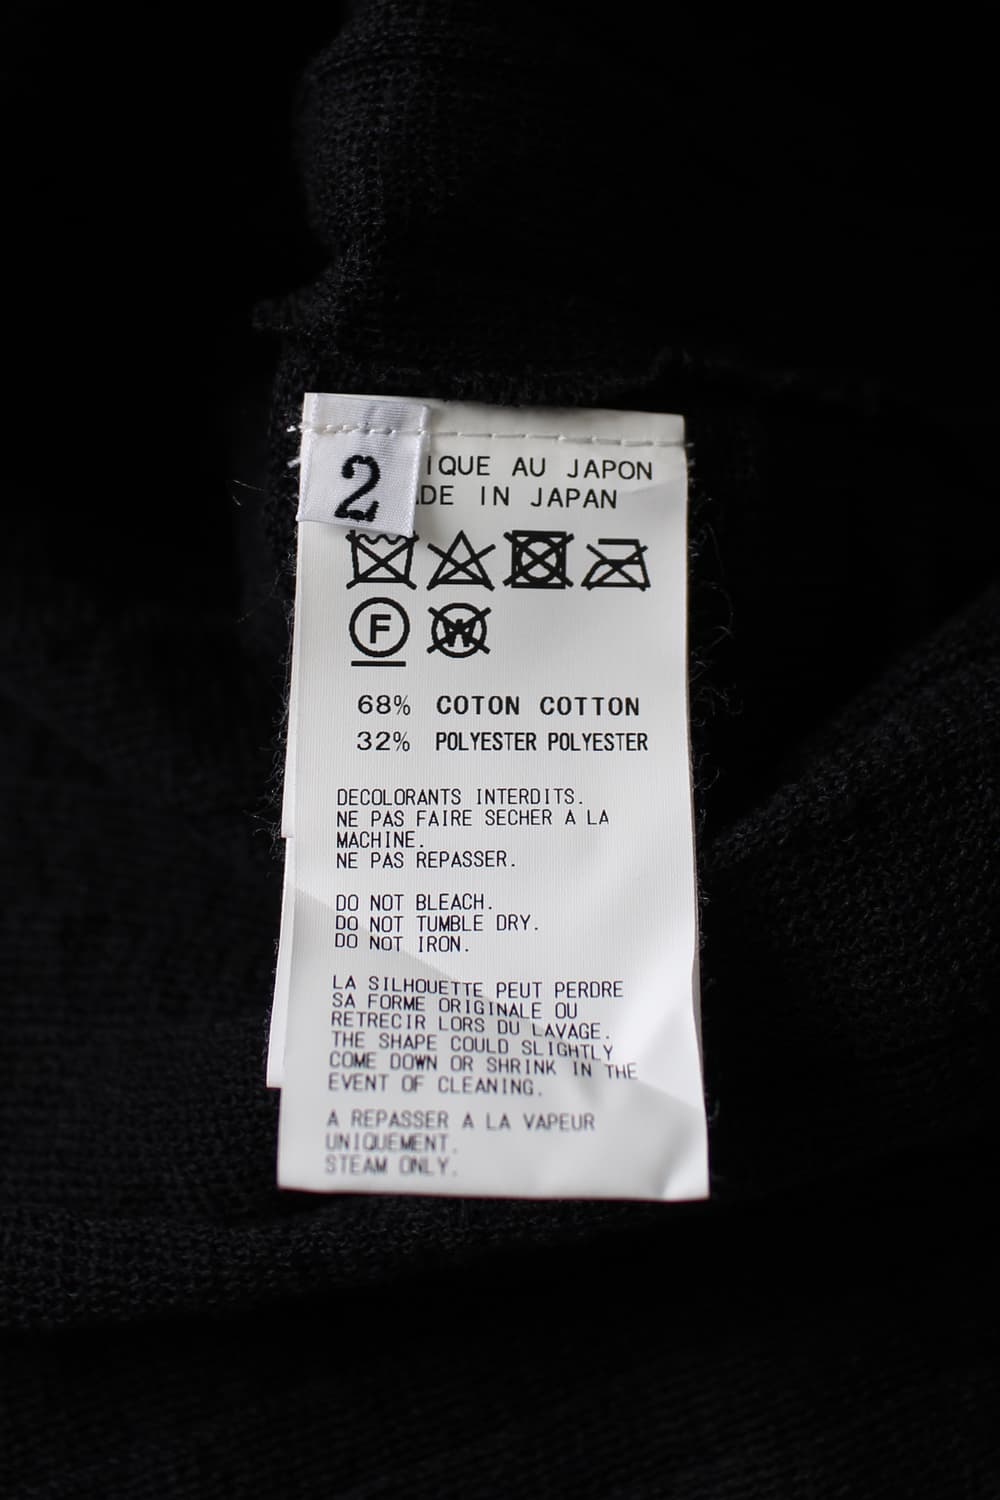 2
IQUE AU JAPON
DE IN JAPAN
F
W
68% COTON COTTON
32% POLYESTER POLYESTER
DECOLORANTS INTERDITS.
NE PAS FAIRE SECHER A LA
MACHINE.
NE PAS REPASSER.
DO NOT BLEACH.
DO NOT TUMBLE DRY.
DO NOT IRON.
LA SILHOUETTE PEUT PERDRE
SA FORME ORIGINALE OU
RETRECIR LORS DU LAVAGE.
THE SHAPE COULD SLIGHTLY
COME DOWN OR SHRINK IN THE
EVENT OF CLEANING.
A REPASSER A LA VAPEUR
UNIQUEMENT.
STEAM ONLY.